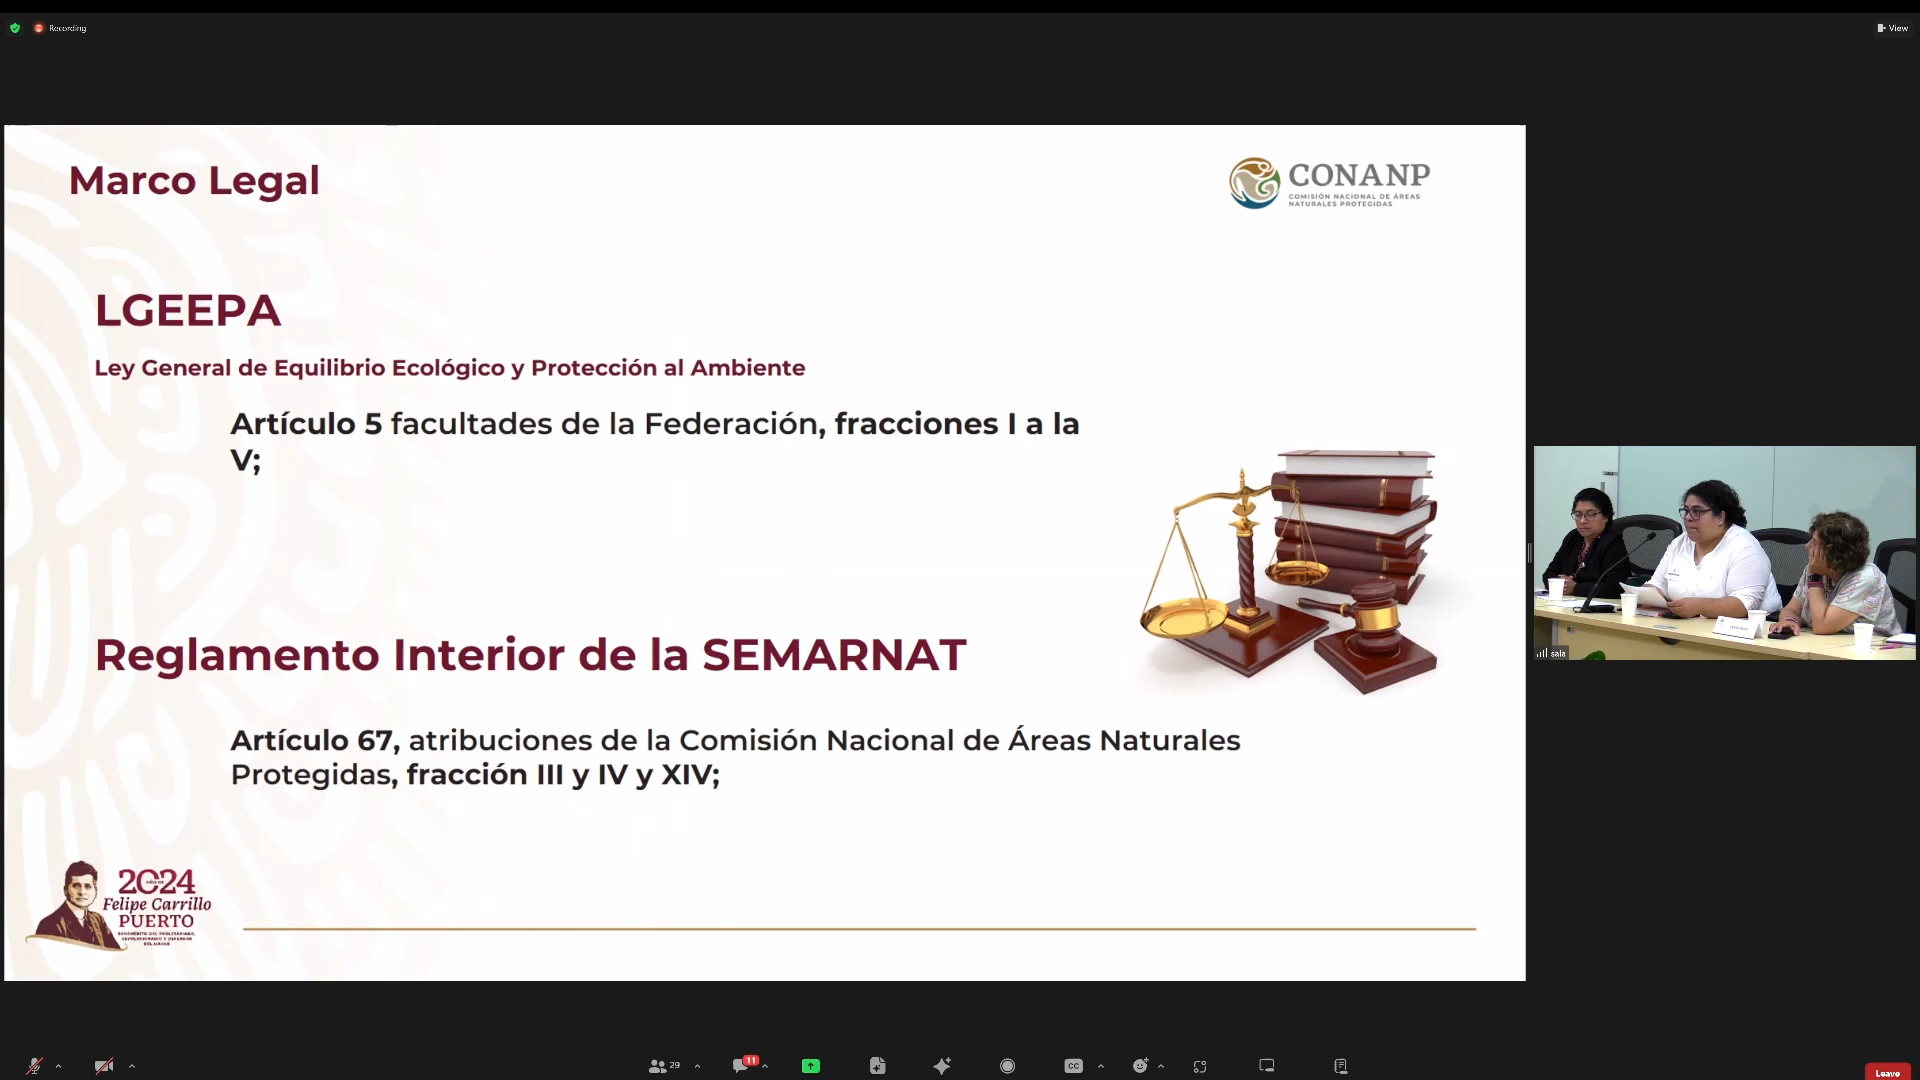 Recording
View
Marco Legal
CONANP
COMISIÓN NACIONAL DE ÁREAS
NATURALES PROTEGIDAS
LGEEPA
Ley General de Equilibrio Ecológico y Protección al Ambiente
Artículo 5 facultades de la Federación, fracciones I a la
V;
Reglamento Interior de la SEMARNAT
Artículo 67, atribuciones de la Comisión Nacional de Áreas Naturales
Protegidas, fracción III y IV y XIV;
2024
Felipe Carrillo
PUERTO
sala
29
11
CC
Leave